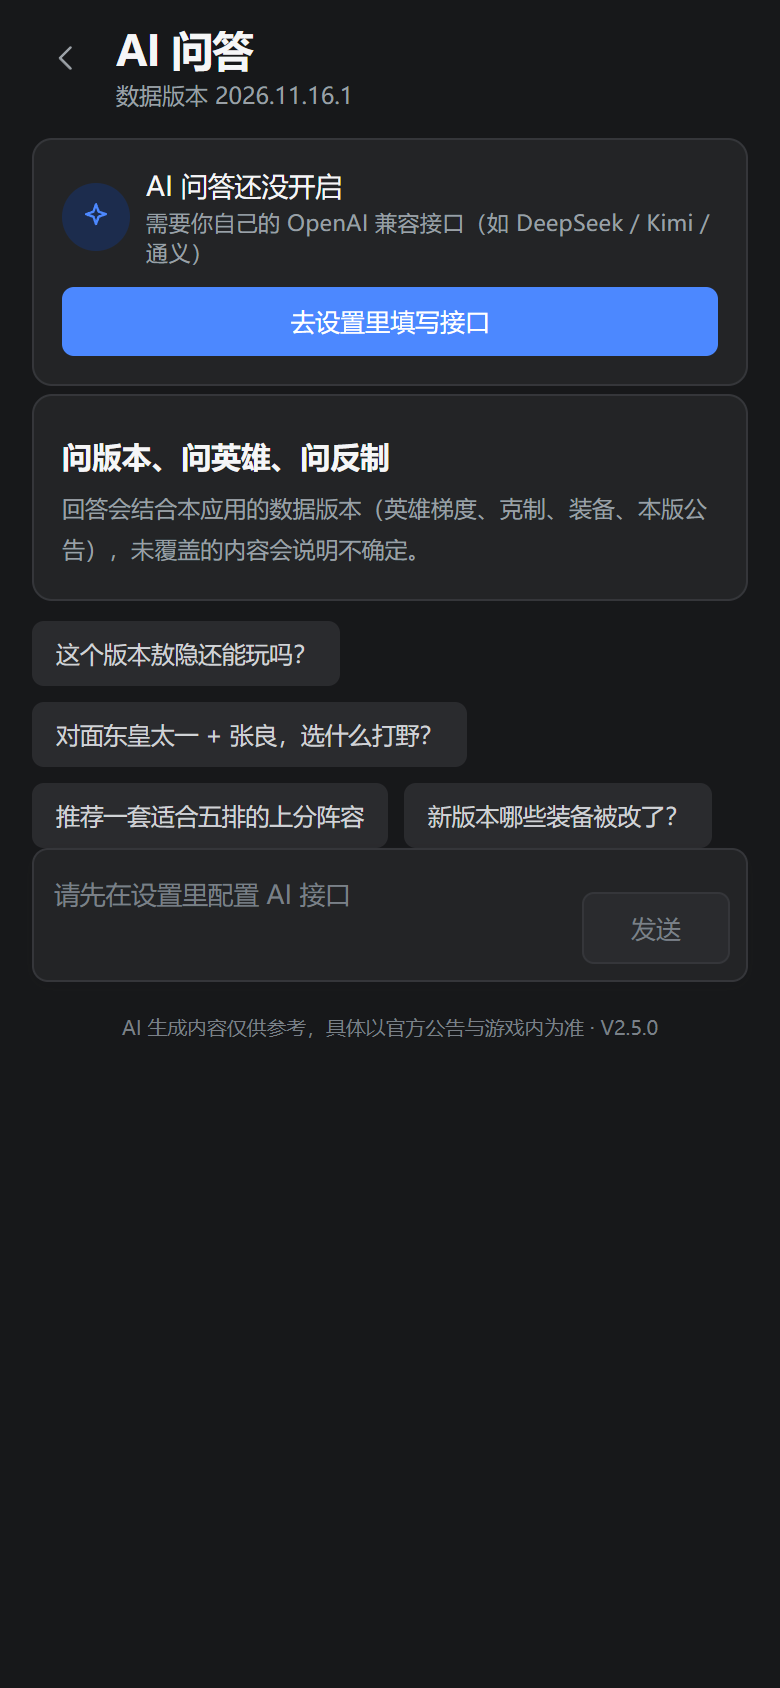 AI 问答
数据版本 2026.11.16.1
AI 问答还没开启
需要你自己的 OpenAI 兼容接口（如 DeepSeek / Kimi /
通义）
去设置里填写接口
问版本、问英雄、问反制
回答会结合本应用的数据版本（英雄梯度、克制、装备、本版公
告），未覆盖的内容会说明不确定。
这个版本敖隐还能玩吗？
对面东皇太一 + 张良，选什么打野？
推荐一套适合五排的上分阵容
新版本哪些装备被改了？
请先在设置里配置 AI 接口
发送
AI 生成内容仅供参考，具体以官方公告与游戏内为准 · V2.5.0